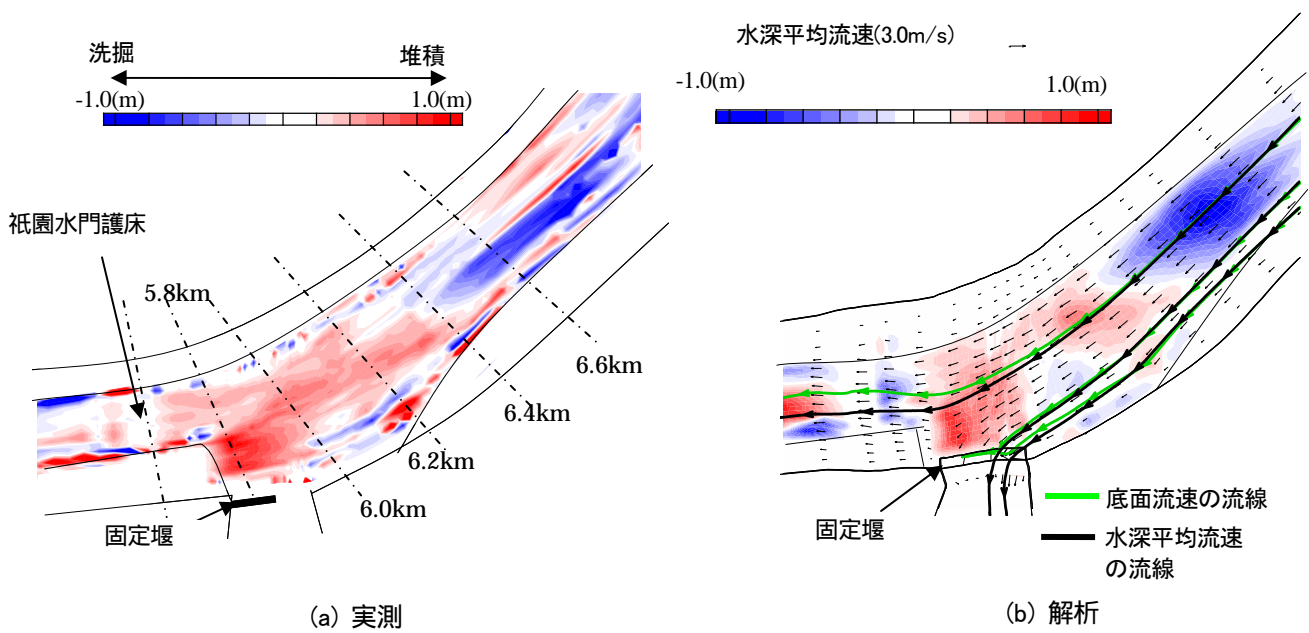 洗掘
堆積
-1.0(m)
1.0(m)
祇園水門護床
5.8km
6.6km
6.4km
6.2km
6.0km
固定堰
(a) 実測
水深平均流速(3.0m/s)
-1.0(m)
1.0(m)
固定堰
底面流速の流線
水深平均流速
の流線
(b) 解析